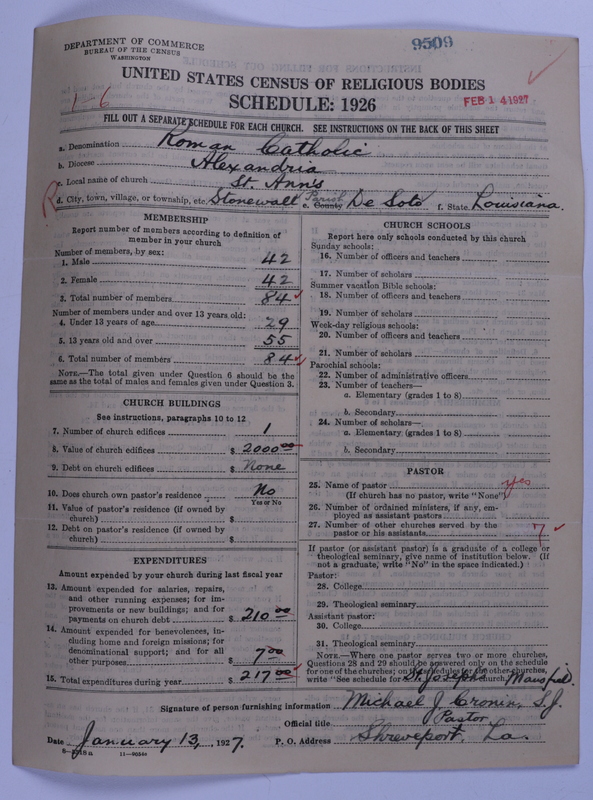 DEPARTMENT OF COMMERCE
BUREAU OF THE CENSUS
WASHINGTON
9509
UNITED STATES CENSUS OF RELIGIOUS BODIES
SCHEDULE: 1926
1-6
FEB 14 1927
FILL OUT A SEPARATE SCHEDULE FOR EACH CHURCH. SEE INSTRUCTIONS ON THE BACK OF THIS SHEET
a. Denomination Roman Catholic
b. Diocese Alexandria
c. Local name of church St. Ann's
R d. City, town, village, or township, etc. Stonewall e. County Parish De Soto f. State Louisiana.
MEMBERSHIP
Report number of members according to definition of
member in your church
Number of members, by sex:
1. Male 42
2. Female 42
3. Total number of members 84
Number of members under and over 13 years old:
4. Under 13 years of age 29
5. 13 years old and over 55
6. Total number of members 84
NOTE.—The total given under Question 6 should be the
same as the total of males and females given under Question 3.
CHURCH BUILDINGS
See instructions, paragraphs 10 to 12
7. Number of church edifices 1
8. Value of church edifices $ 2000 00
9. Debt on church edifices $ None
10. Does church own pastor's residence No
Yes or No
11. Value of pastor's residence (if owned by
church) $
12. Debt on pastor's residence (if owned by
church) $
EXPENDITURES
Amount expended by your church during last fiscal year
13. Amount expended for salaries, repairs,
and other running expenses; for im-
provements or new buildings; and for
payments on church debt $ 210 00
14. Amount expended for benevolences, in-
cluding home and foreign missions; for
denominational support; and for all
other purposes $ 7 00
15. Total expenditures during year $ 217 00
CHURCH SCHOOLS
Report here only schools conducted by this church
Sunday schools:
16. Number of officers and teachers
17. Number of scholars
Summer vacation Bible schools:
18. Number of officers and teachers
19. Number of scholars
Week-day religious schools:
20. Number of officers and teachers
21. Number of scholars
Parochial schools:
22. Number of administrative officers
23. Number of teachers—
a. Elementary (grades 1 to 8)
b. Secondary
24. Number of scholars—
a. Elementary (grades 1 to 8)
b. Secondary
PASTOR
25. Name of pastor yes
(If church has no pastor, write "None")
26. Number of ordained ministers, if any, em-
ployed as assistant pastors
27. Number of other churches served by the
pastor or his assistants 7
If pastor (or assistant pastor) is a graduate of a college or
theological seminary, give name of institution below. (If
not a graduate, write "No" in the space indicated.)
Pastor:
28. College
29. Theological seminary
Assistant pastor:
30. College
31. Theological seminary
NOTE.—Where one pastor serves two or more churches,
Questions 28 and 29 should be answered only on the schedule
for one of the churches; on the schedules for the other churches,
write "See schedule for St. Josephs church," Mansfield
Signature of person furnishing information Michael J. Cronin, S.J.
Official title Pastor
Date January 13, 1927. P. O. Address Shreveport, La.
11—9054a